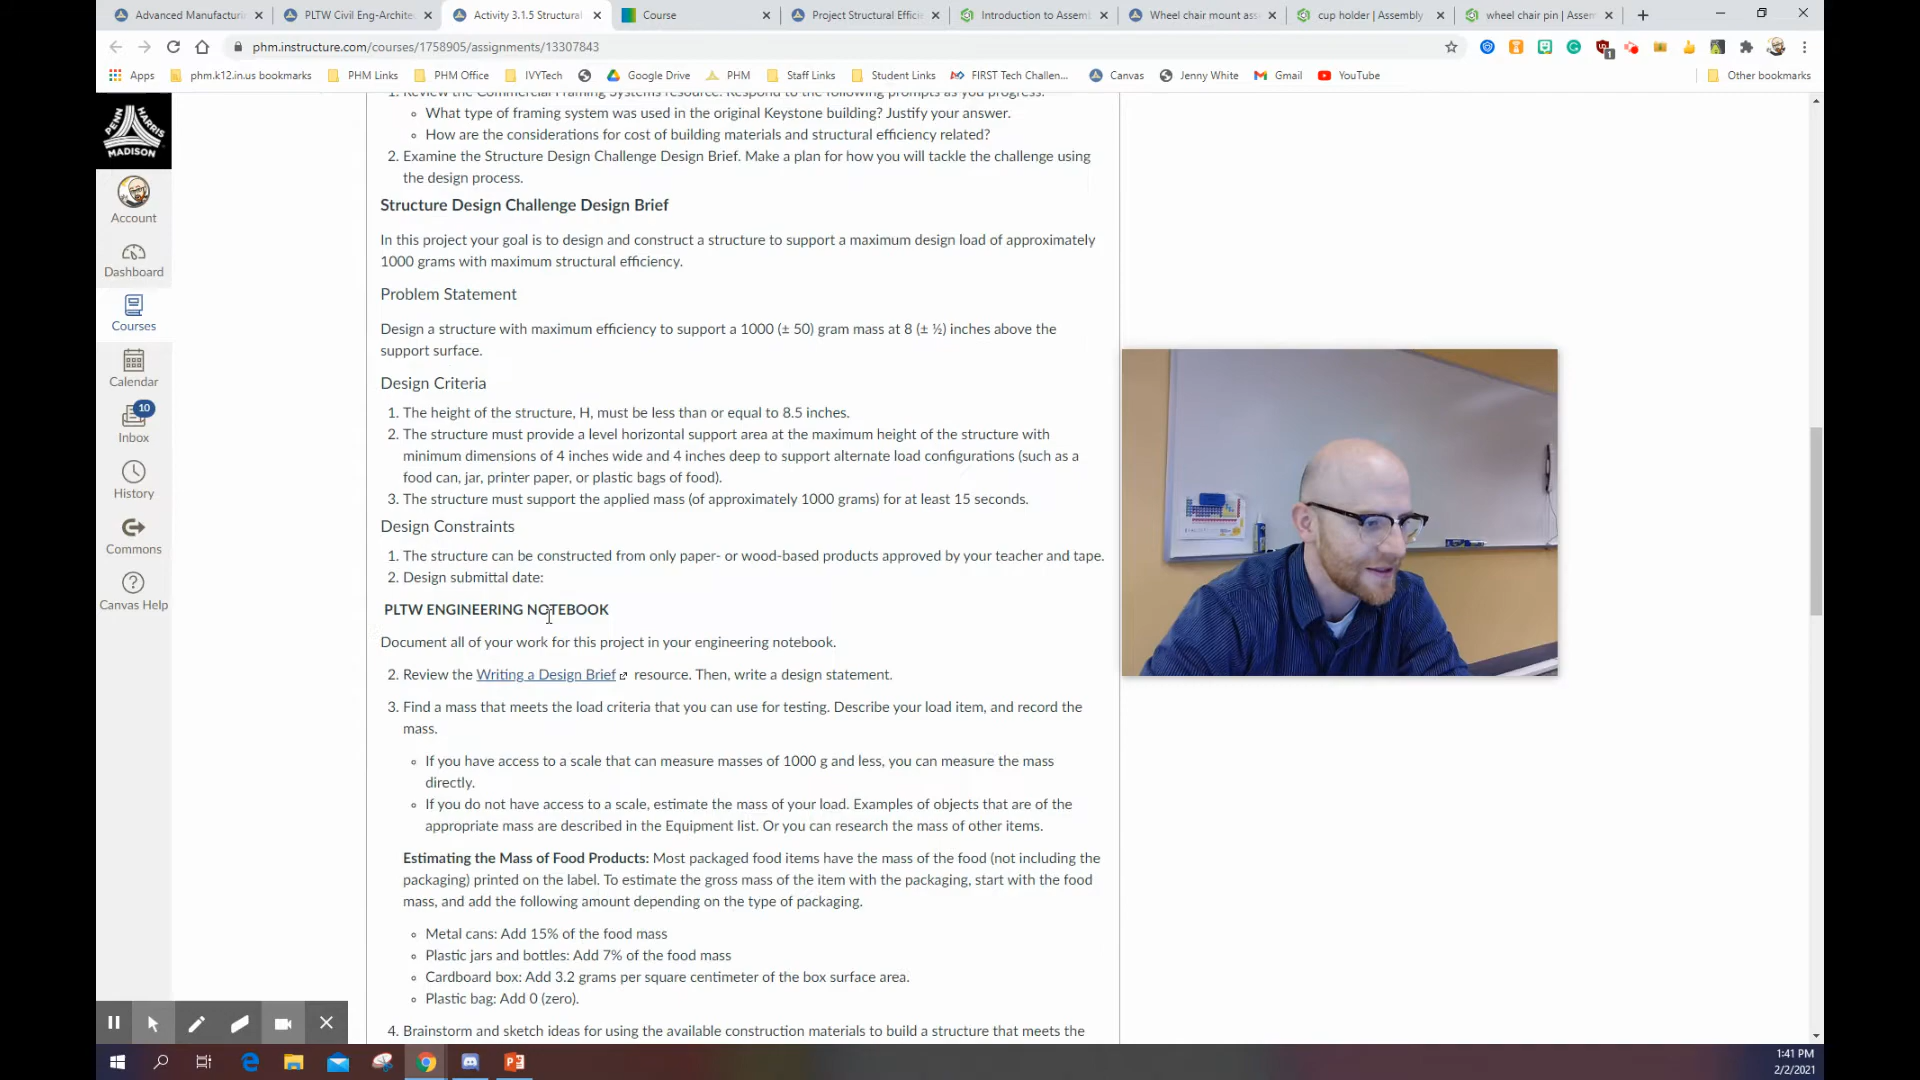 Advanced Manufacturi
PLTW Civil Eng-Archite
Activity 3.1.5 Structural
Course
Project Structural Effici
Introduction to Assem
Wheel chair mount ass
cup holder | Assembly
wheel chair pin | Assem
phm.instructure.com/courses/1758905/assignments/13307843
Apps
phm.k12.in.us bookmarks
PHM Links
PHM Office
IVYTech
Google Drive
PHM
Staff Links
Student Links
FIRST Tech Challen...
Canvas
Jenny White
Gmail
YouTube
Other bookmarks
PENN
HARRIS
MADISON
Account
Dashboard
Courses
Calendar
10
Inbox
History
Commons
Canvas Help
1. Review the Commercial Framing Systems resource. Respond to the following prompts as you progress.
What type of framing system was used in the original Keystone building? Justify your answer.
How are the considerations for cost of building materials and structural efficiency related?
2. Examine the Structure Design Challenge Design Brief. Make a plan for how you will tackle the challenge using
the design process.
Structure Design Challenge Design Brief
In this project your goal is to design and construct a structure to support a maximum design load of approximately
1000 grams with maximum structural efficiency.
Problem Statement
Design a structure with maximum efficiency to support a 1000 (± 50) gram mass at 8 (± ½) inches above the
support surface.
Design Criteria
1. The height of the structure, H, must be less than or equal to 8.5 inches.
2. The structure must provide a level horizontal support area at the maximum height of the structure with
minimum dimensions of 4 inches wide and 4 inches deep to support alternate load configurations (such as a
food can, jar, printer paper, or plastic bags of food).
3. The structure must support the applied mass (of approximately 1000 grams) for at least 15 seconds.
Design Constraints
1. The structure can be constructed from only paper- or wood-based products approved by your teacher and tape.
2. Design submittal date:
PLTW ENGINEERING NOTEBOOK
Document all of your work for this project in your engineering notebook.
2. Review the Writing a Design Brief resource. Then, write a design statement.
3. Find a mass that meets the load criteria that you can use for testing. Describe your load item, and record the
mass.
If you have access to a scale that can measure masses of 1000 g and less, you can measure the mass
directly.
If you do not have access to a scale, estimate the mass of your load. Examples of objects that are of the
appropriate mass are described in the Equipment list. Or you can research the mass of other items.
Estimating the Mass of Food Products: Most packaged food items have the mass of the food (not including the
packaging) printed on the label. To estimate the gross mass of the item with the packaging, start with the food
mass, and add the following amount depending on the type of packaging.
Metal cans: Add 15% of the food mass
Plastic jars and bottles: Add 7% of the food mass
Cardboard box: Add 3.2 grams per square centimeter of the box surface area.
Plastic bag: Add 0 (zero).
4. Brainstorm and sketch ideas for using the available construction materials to build a structure that meets the
1:41 PM
2/2/2021